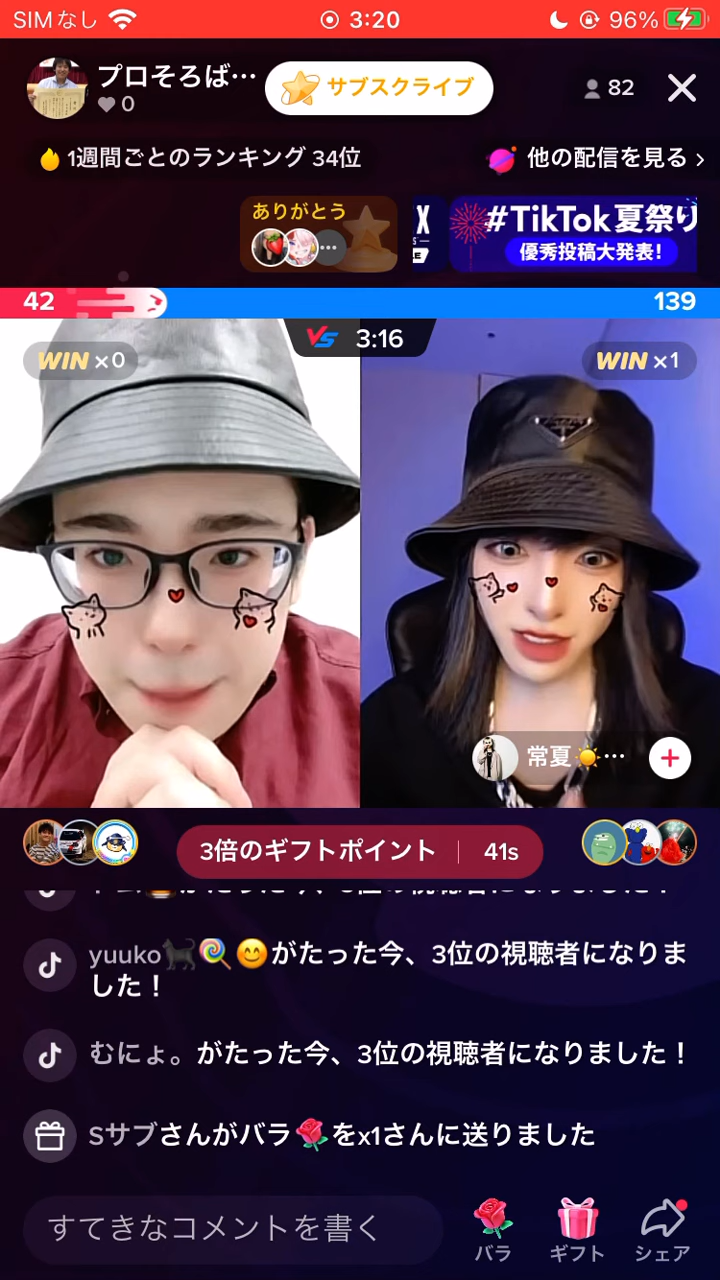 SIMなし 3:20 96%
プロそろば… サブスクライブ 82
0
1週間ごとのランキング 34位 他の配信を見る
ありがとう #TikTok夏祭り
優秀投稿大発表!
42 139
VS 3:16
WIN x0 WIN x1
常夏☀️…
3倍のギフトポイント 41s
yuuko🐈‍⬛🍭😊がたった今、3位の視聴者になりま
した！
むにょ。がたった今、3位の視聴者になりました！
Sサブさんがバラ🌹をx1さんに送りました
すてきなコメントを書く
バラ ギフト シェア